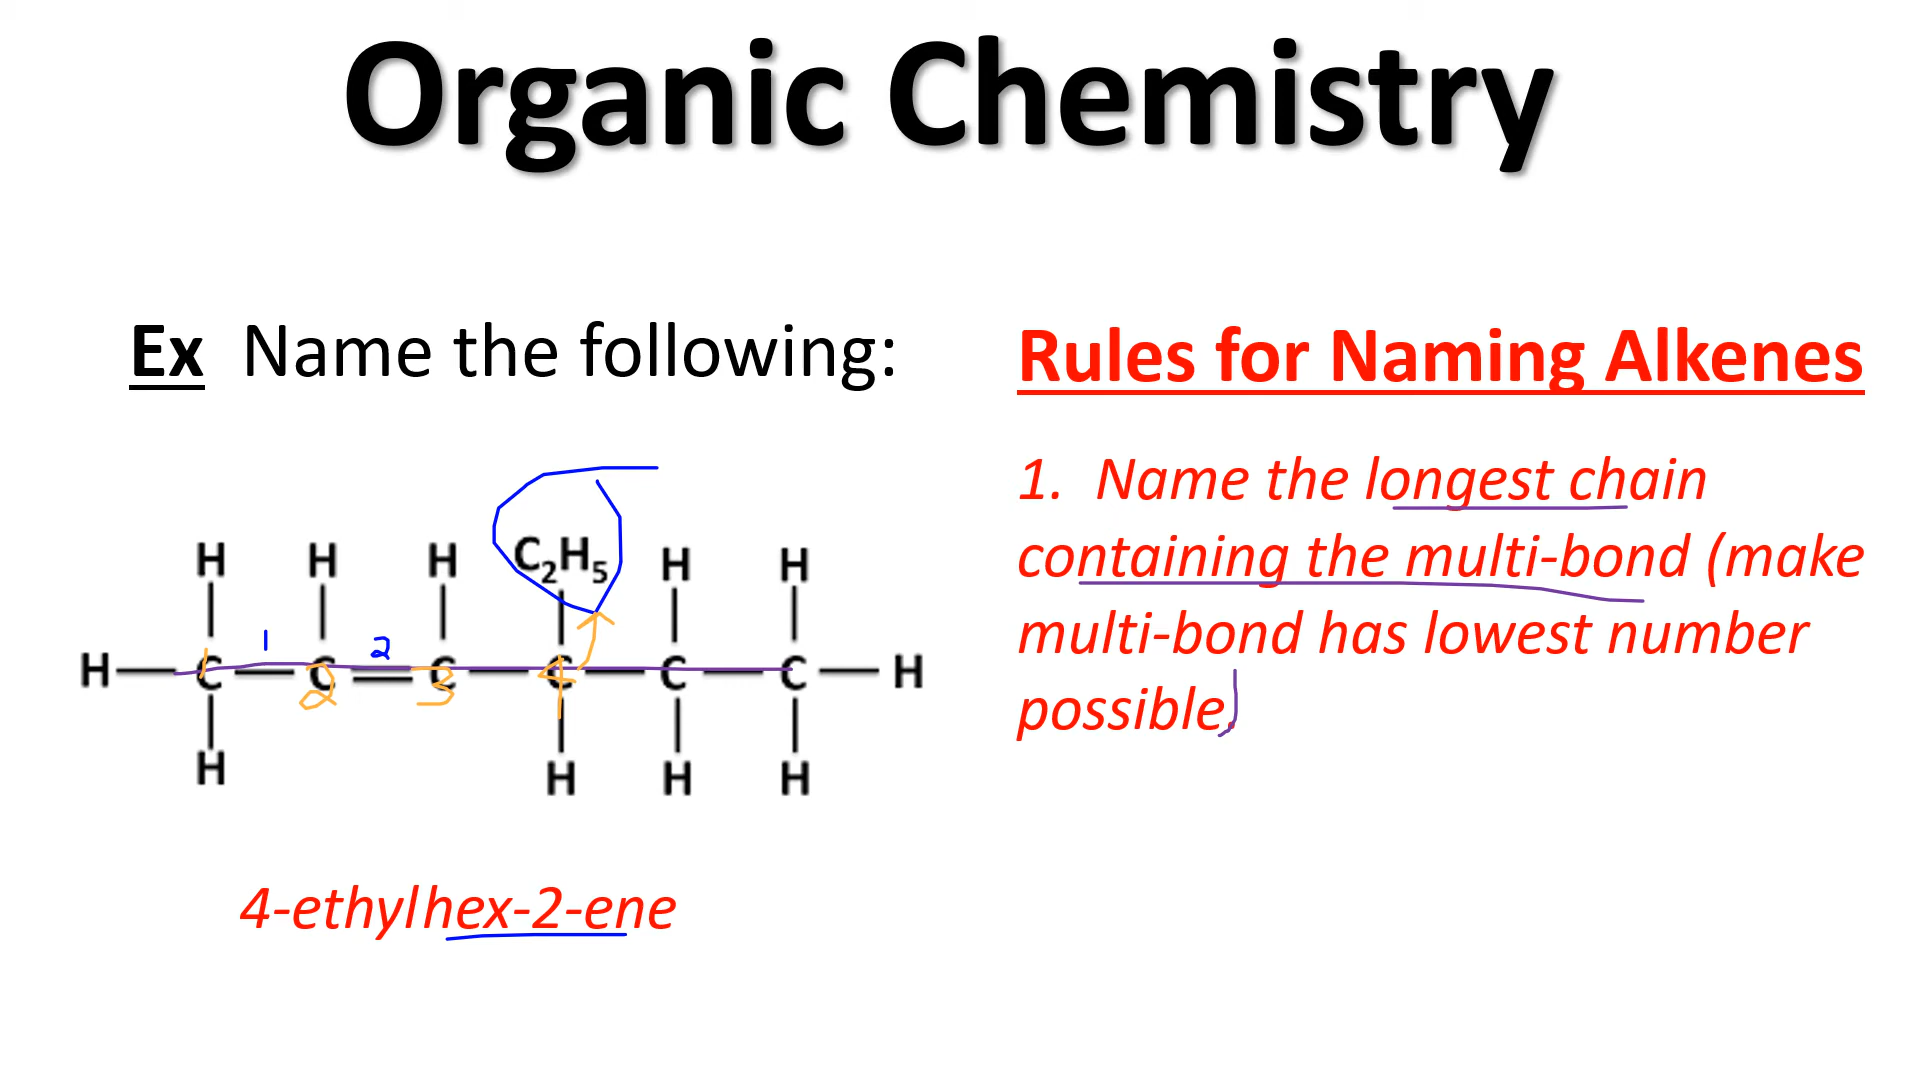 Organic Chemistry
Ex Name the following:
H H H C₂H₅ H H
1 2
H C C C C C C H
1 2 3 4
H H H H
4-ethylhex-2-ene
Rules for Naming Alkenes
1. Name the longest chain
containing the multi-bond (make
multi-bond has lowest number
possible)